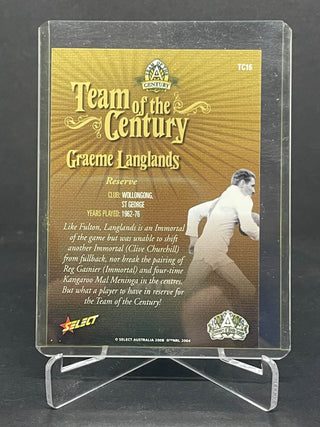 TC16
A
CENTURY
Team of the
Century
Graeme Langlands
Reserve
CLUB: WOLLONGONG,
ST GEORGE
YEARS PLAYED: 1962-76
Like Fulton, Langlands is an Immortal
of the game but was unable to shift
another Immortal (Clive Churchill)
from fullback, nor break the pairing of
Reg Gasnier (Immortal) and four-time
Kangaroo Mal Meninga in the centres.
But what a player to have in reserve for
the Team of the Century!
SELECT
© SELECT AUSTRALIA 2008